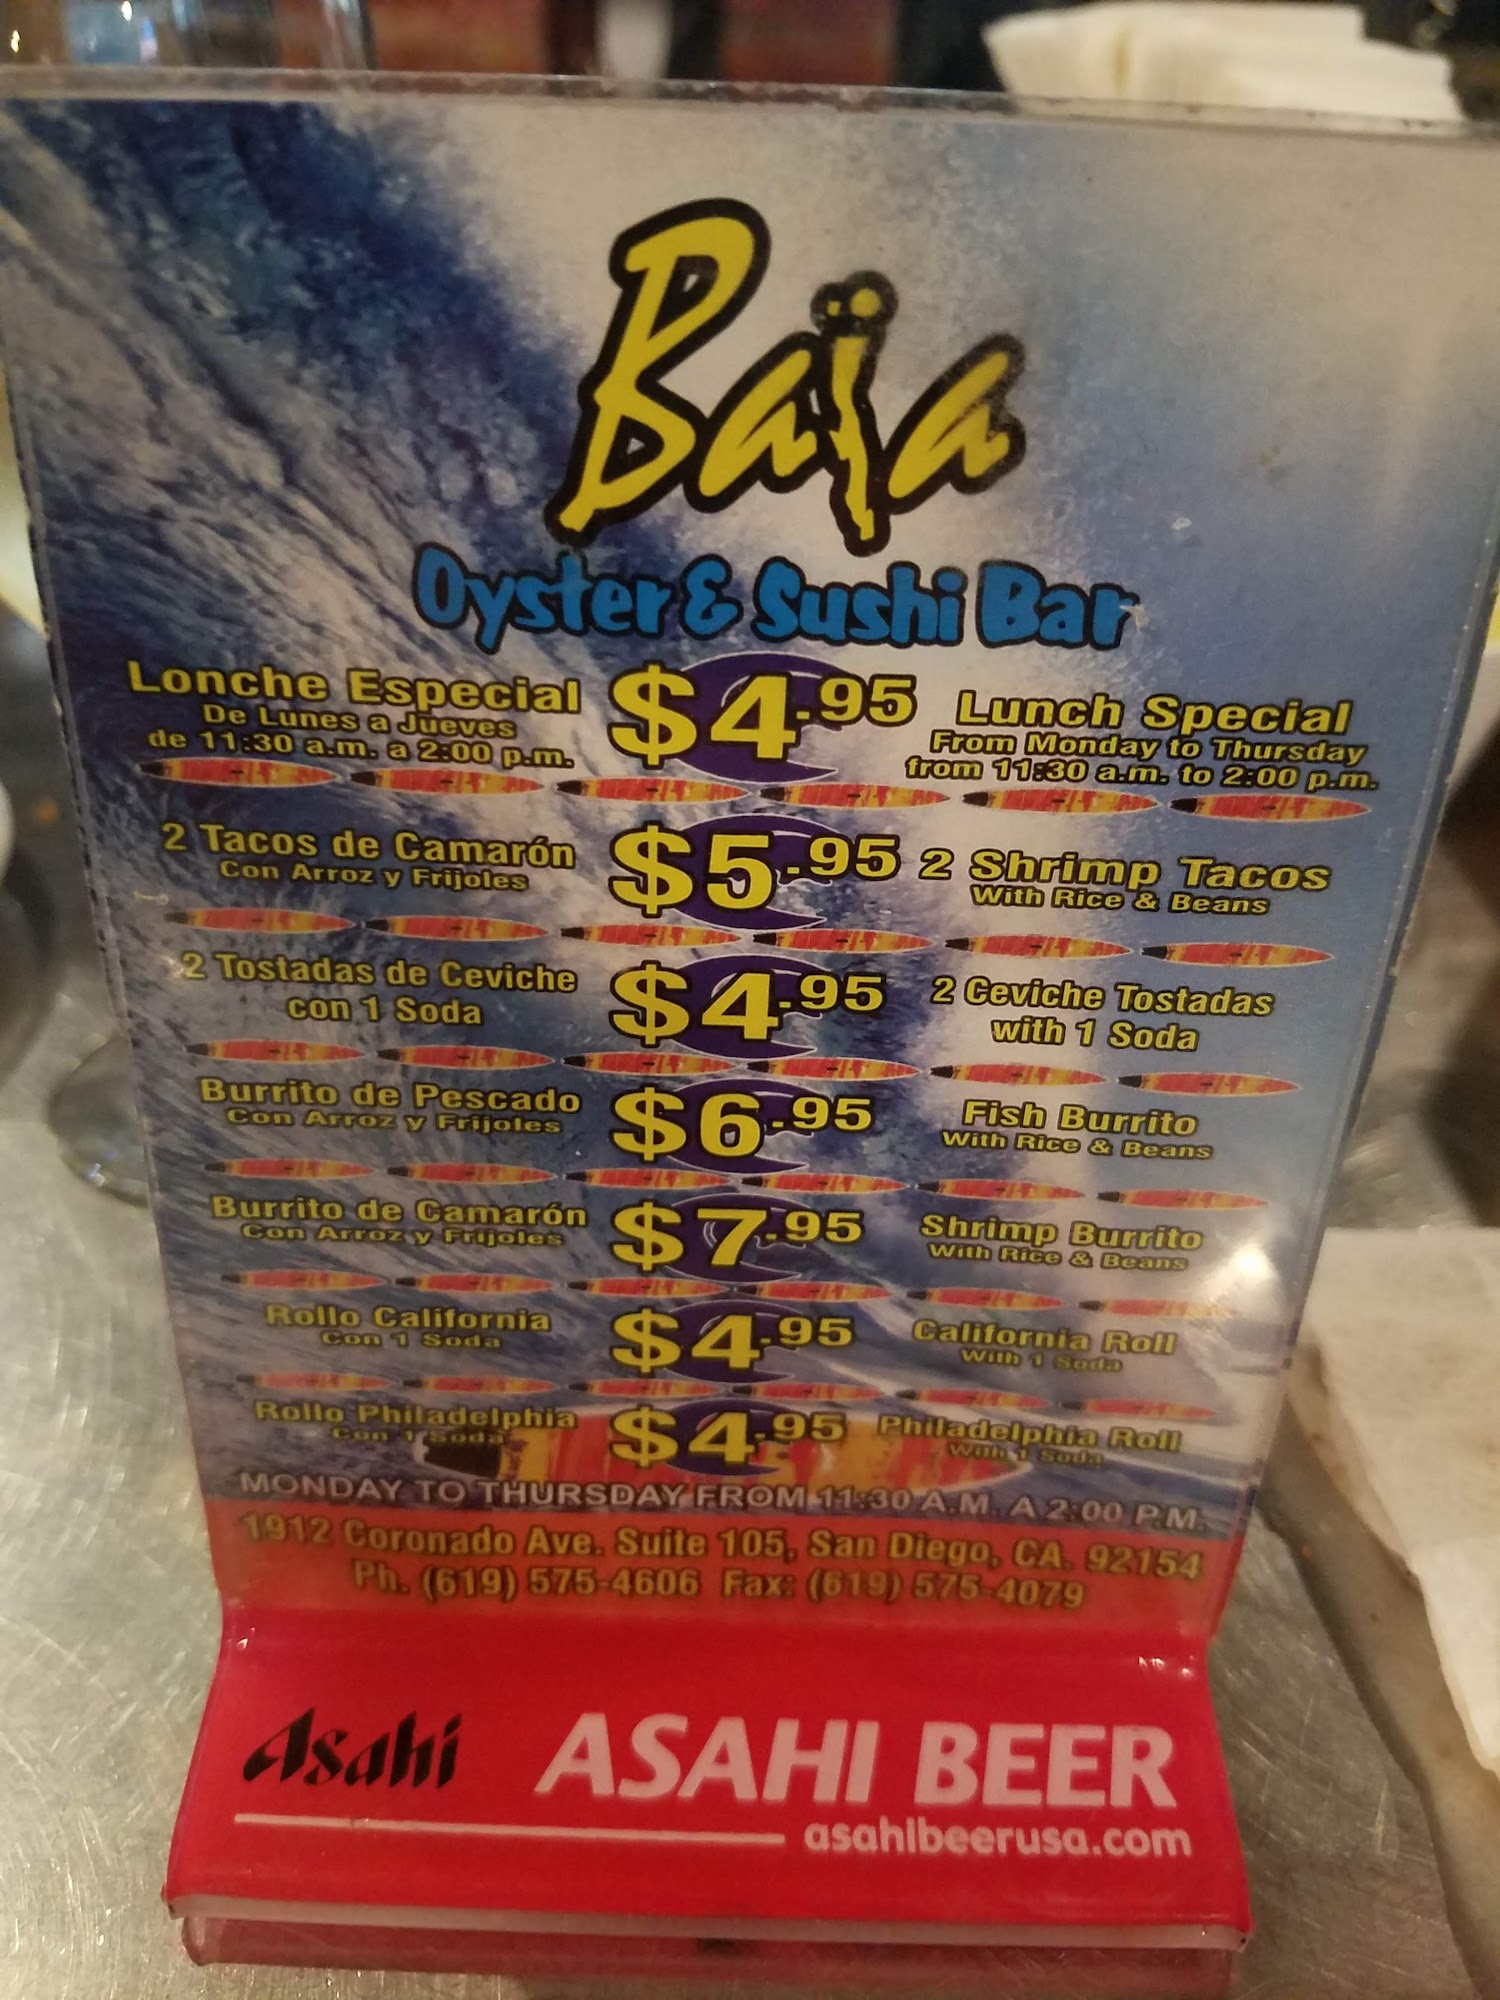 Baja
Oyster & Sushi Bar
Lonche Especial
De Lunes a Jueves
de 11:30 a.m. a 2:00 p.m.
$4.95
Lunch Special
From Monday to Thursday
from 11:30 a.m. to 2:00 p.m.
2 Tacos de Camarón
Con Arroz y Frijoles
$5.95
2 Shrimp Tacos
With Rice & Beans
2 Tostadas de Ceviche
con 1 Soda
$4.95
2 Ceviche Tostadas
with 1 Soda
Burrito de Pescado
Con Arroz y Frijoles
$6.95
Fish Burrito
With Rice & Beans
Burrito de Camarón
Con Arroz y Frijoles
$7.95
Shrimp Burrito
With Rice & Beans
Rollo California
Con 1 Soda
$4.95
California Roll
With 1 Soda
Rollo Philadelphia
Con 1 Soda
$4.95
Philadelphia Roll
With 1 Soda
MONDAY TO THURSDAY FROM 11:30 A.M. A 2:00 P.M.
1912 Coronado Ave. Suite 105, San Diego, CA. 92154
Ph. (619) 575-4606 Fax: (619) 575-4079
Asahi
ASAHI BEER
asahibeerusa.com